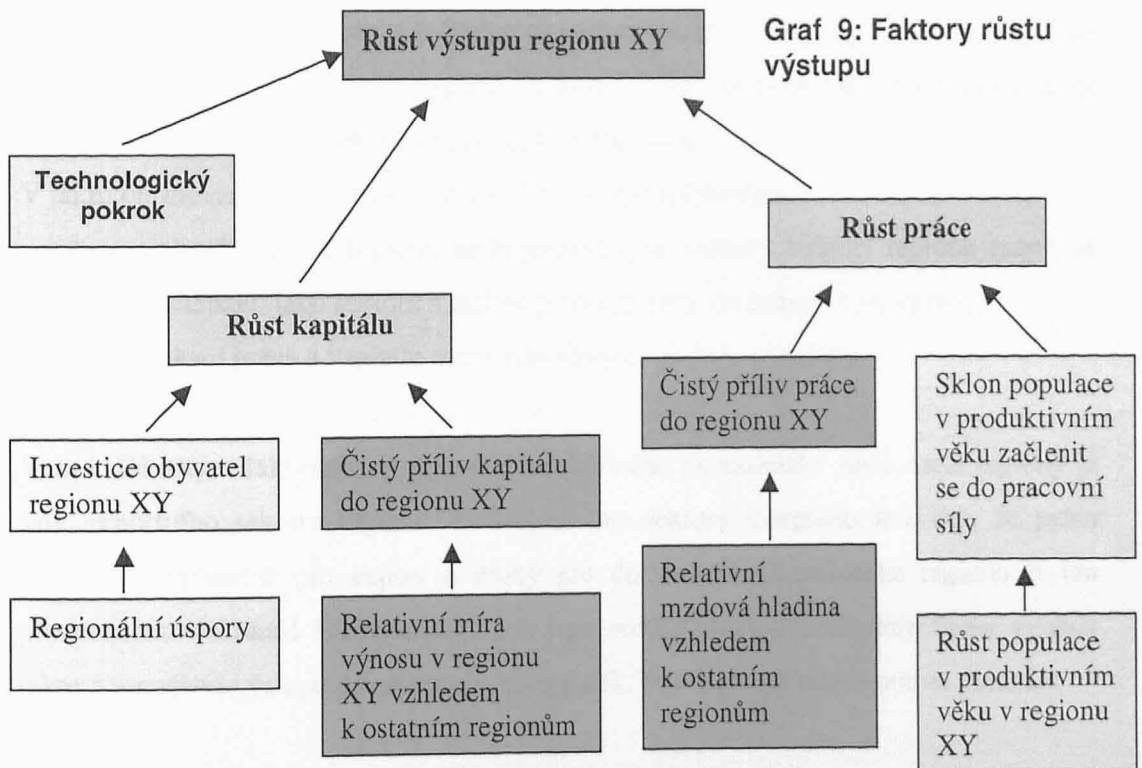 Růst výstupu regionu XY
Graf 9: Faktory růstu
výstupu
Technologický
pokrok
Růst práce
Růst kapitálu
Čistý příliv práce
do regionu XY
Sklon populace
v produktivním
věku začlenit
se do pracovní
síly
Investice obyvatel
regionu XY
Čistý příliv kapitálu
do regionu XY
Relativní
mzdová hladina
vzhledem
k ostatním
regionům
Regionální úspory
Relativní míra
výnosu v regionu
XY vzhledem
k ostatním regionům
Růst populace
v produktivním
věku v regionu
XY